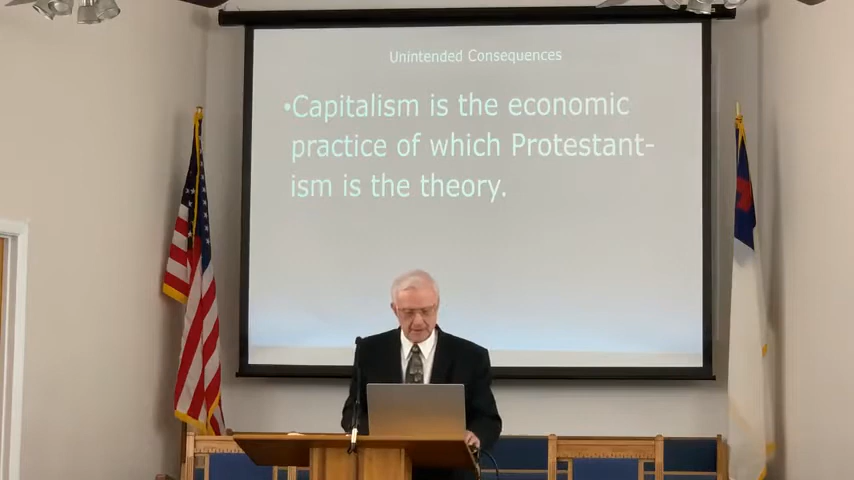 Unintended Consequences
•Capitalism is the economic
practice of which Protestant-
ism is the theory.